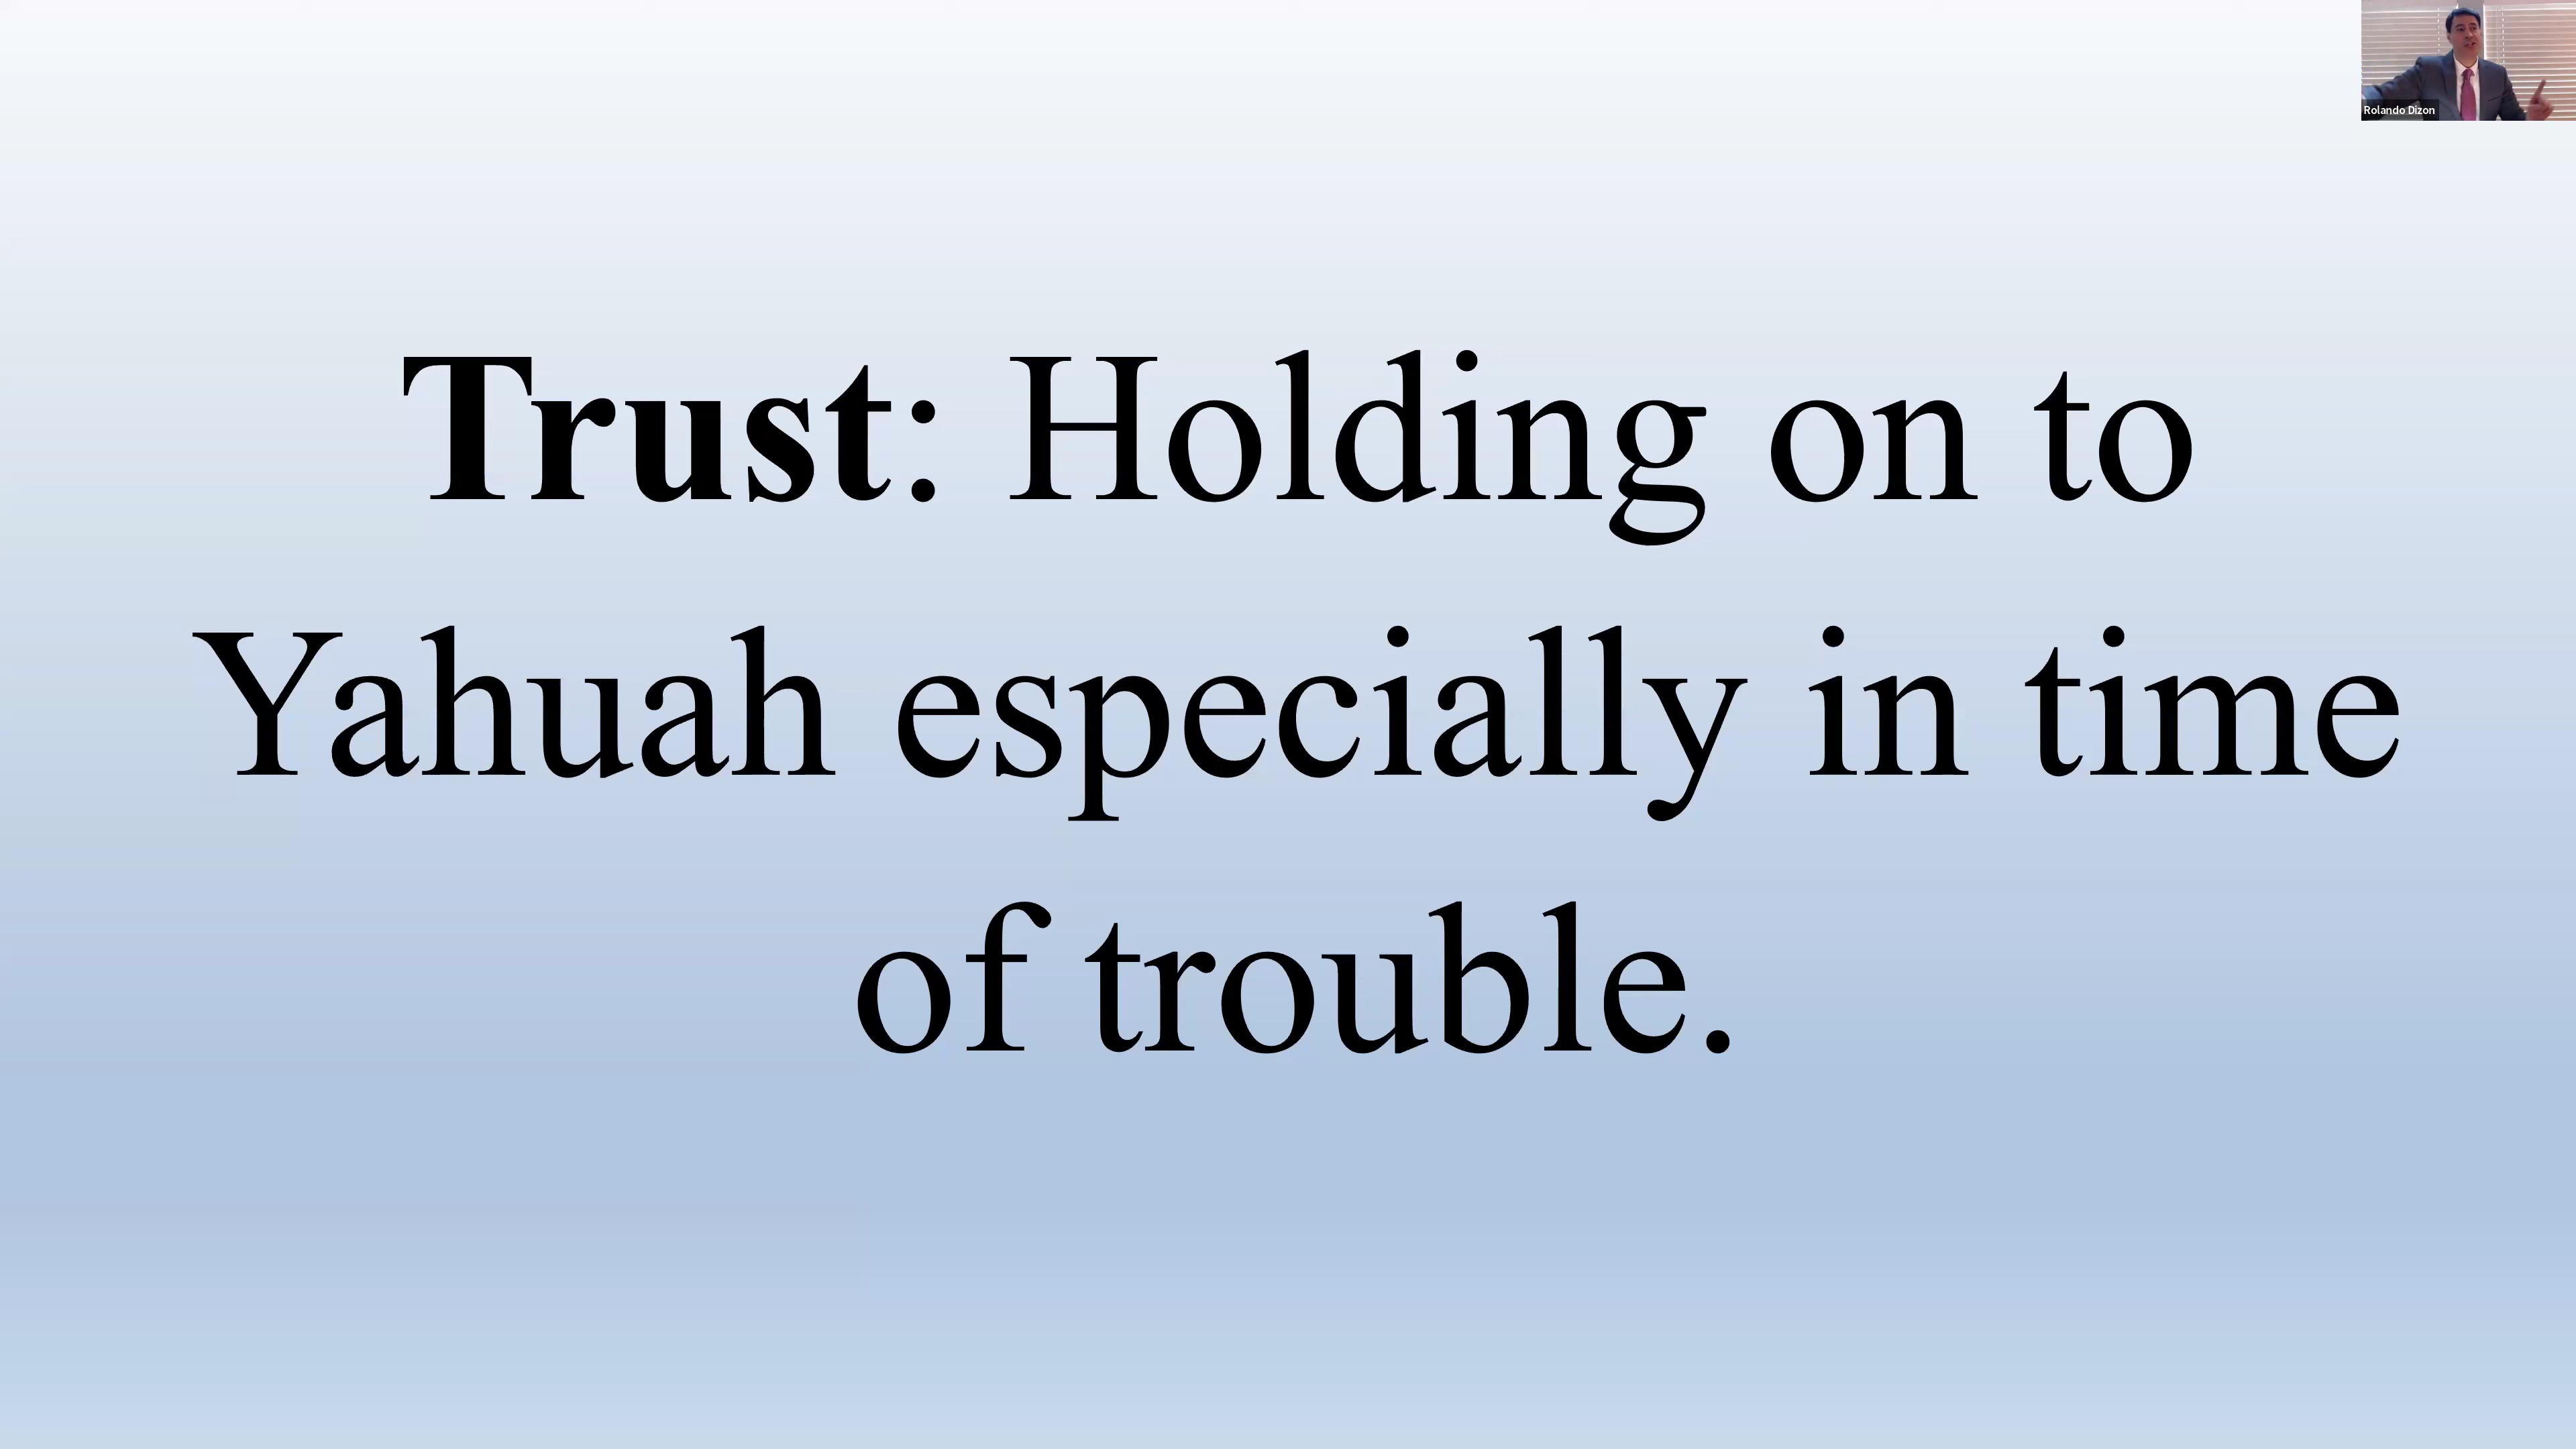 Rolando Dizon
Trust: Holding on to
Yahuah especially in time
of trouble.